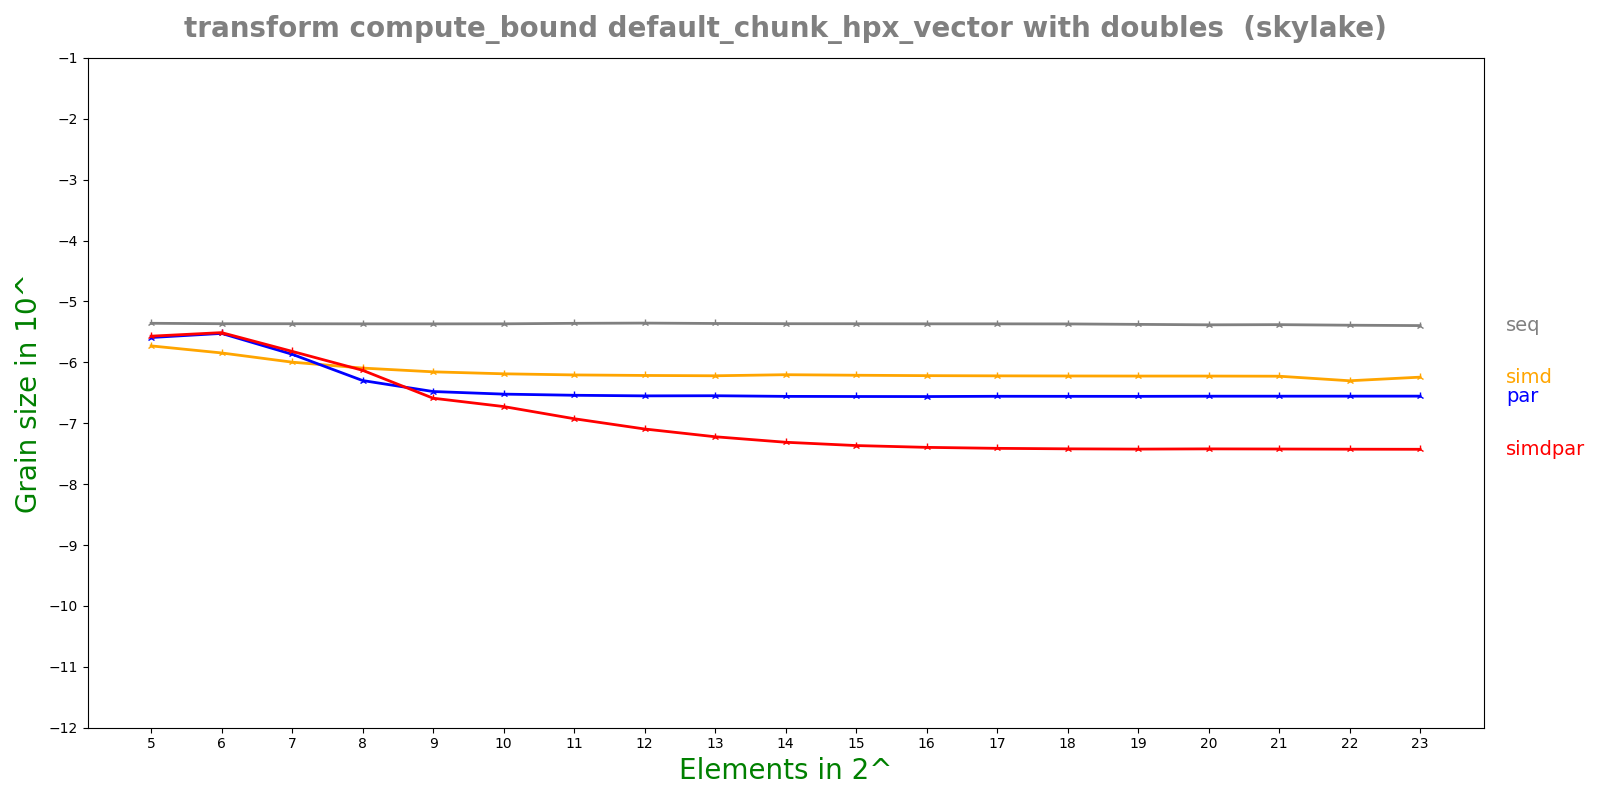 transform compute_bound default_chunk_hpx_vector with doubles  (skylake)
Grain size in 10^
−1
−2
−3
−4
−5
−6
−7
−8
−9
−10
−11
−12
seq
simd
par
simdpar
5 6 7 8 9 10 11 12 13 14 15 16 17 18 19 20 21 22 23
Elements in 2^